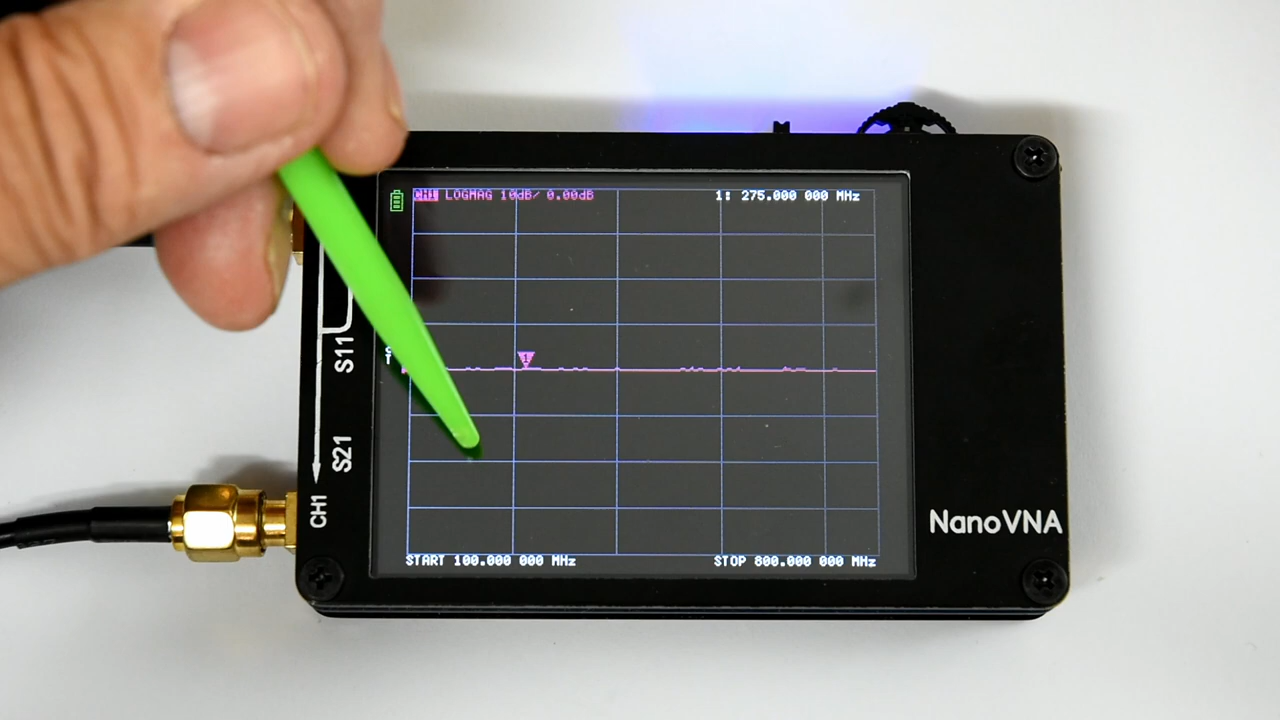 CH1 LOGMAG 10dB/ 0.00dB
1: 275.000 000 MHz
1
S11
S21
CH1
NanoVNA
START 100.000 000 MHz
STOP 800.000 000 MHz